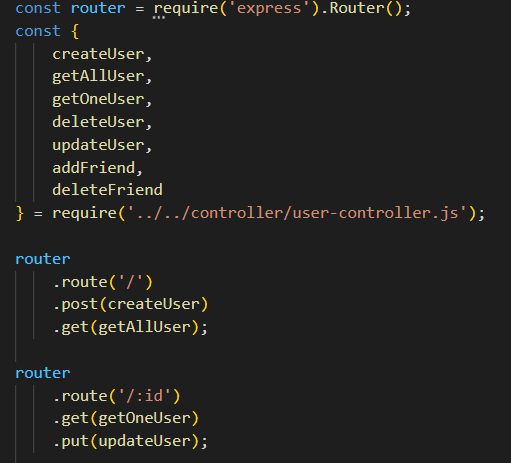 const router = require('express').Router();
const {
    createUser,
    getAllUser,
    getOneUser,
    deleteUser,
    updateUser,
    addFriend,
    deleteFriend
} = require('../../controller/user-controller.js');
router
    .route('/')
    .post(createUser)
    .get(getAllUser);
router
    .route('/:id')
    .get(getOneUser)
    .put(updateUser);